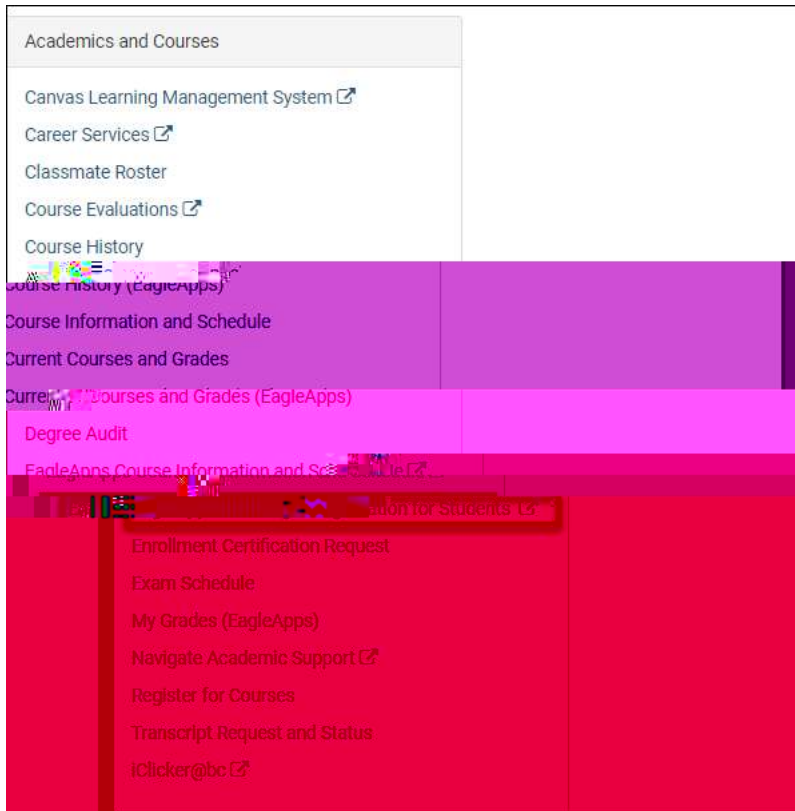 Academics and Courses
Canvas Learning Management System
Career Services
Classmate Roster
Course Evaluations
Course History
Course History (EagleApps)
Course Information and Schedule
Current Courses and Grades
Current Courses and Grades (EagleApps)
Degree Audit
EagleApps Course Information and Schedule
for Students
Enrollment Certification Request
Exam Schedule
My Grades (EagleApps)
Navigate Academic Support
Register for Courses
Transcript Request and Status
iClicker@bc